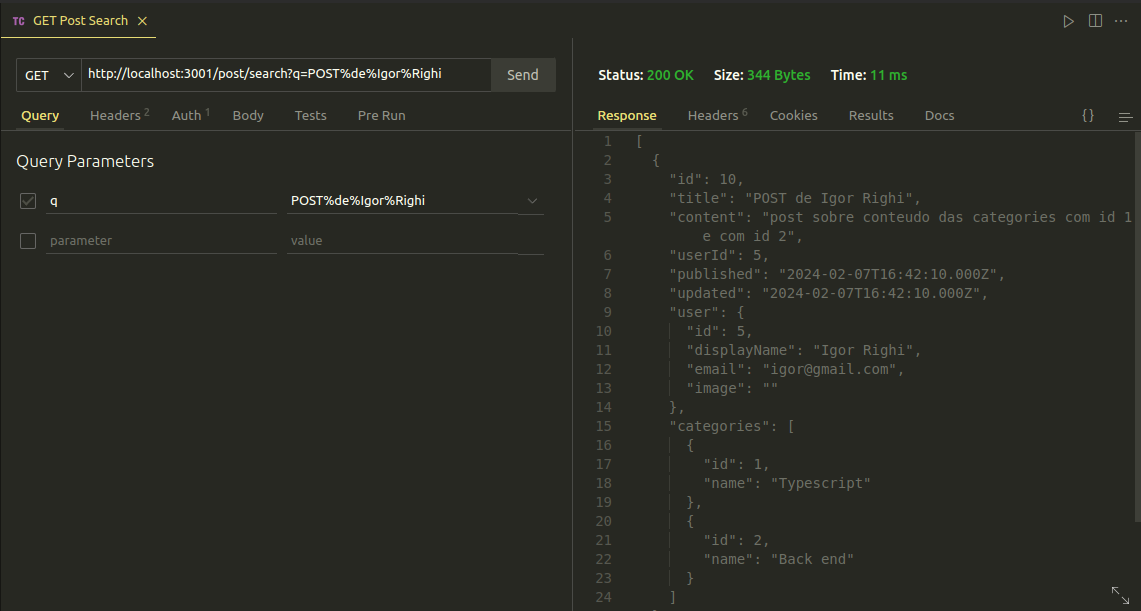 TC GET Post Search
GET http://localhost:3001/post/search?q=POST%de%Igor%Righi Send
Query Headers 2 Auth 1 Body Tests Pre Run
Query Parameters
q POST%de%Igor%Righi
parameter value
Status: 200 OK Size: 344 Bytes Time: 11 ms
Response Headers 6 Cookies Results Docs {}
1 [
2 {
3 "id": 10,
4 "title": "POST de Igor Righi",
5 "content": "post sobre conteudo das categories com id 1
e com id 2",
6 "userId": 5,
7 "published": "2024-02-07T16:42:10.000Z",
8 "updated": "2024-02-07T16:42:10.000Z",
9 "user": {
10 "id": 5,
11 "displayName": "Igor Righi",
12 "email": "igor@gmail.com",
13 "image": ""
14 },
15 "categories": [
16 {
17 "id": 1,
18 "name": "Typescript"
19 },
20 {
21 "id": 2,
22 "name": "Back end"
23 }
24 ]